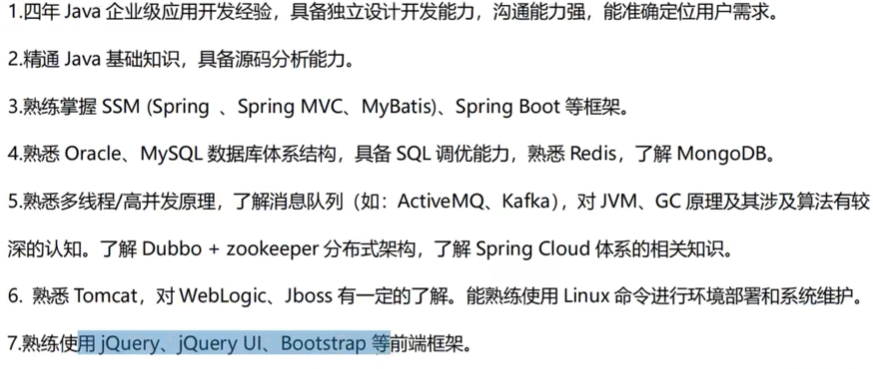 1.四年 Java 企业级应用开发经验，具备独立设计开发能力，沟通能力强，能准确定位用户需求。
2.精通 Java 基础知识，具备源码分析能力。
3.熟练掌握 SSM (Spring 、Spring MVC、MyBatis)、Spring Boot 等框架。
4.熟悉 Oracle、MySQL 数据库体系结构，具备 SQL 调优能力，熟悉 Redis，了解 MongoDB。
5.熟悉多线程/高并发原理，了解消息队列（如：ActiveMQ、Kafka），对 JVM、GC 原理及其涉及算法有较
深的认知。了解 Dubbo + zookeeper 分布式架构，了解 Spring Cloud 体系的相关知识。
6. 熟悉 Tomcat，对 WebLogic、Jboss 有一定的了解。能熟练使用 Linux 命令进行环境部署和系统维护。
7.熟练使用 jQuery、jQuery UI、Bootstrap 等前端框架。